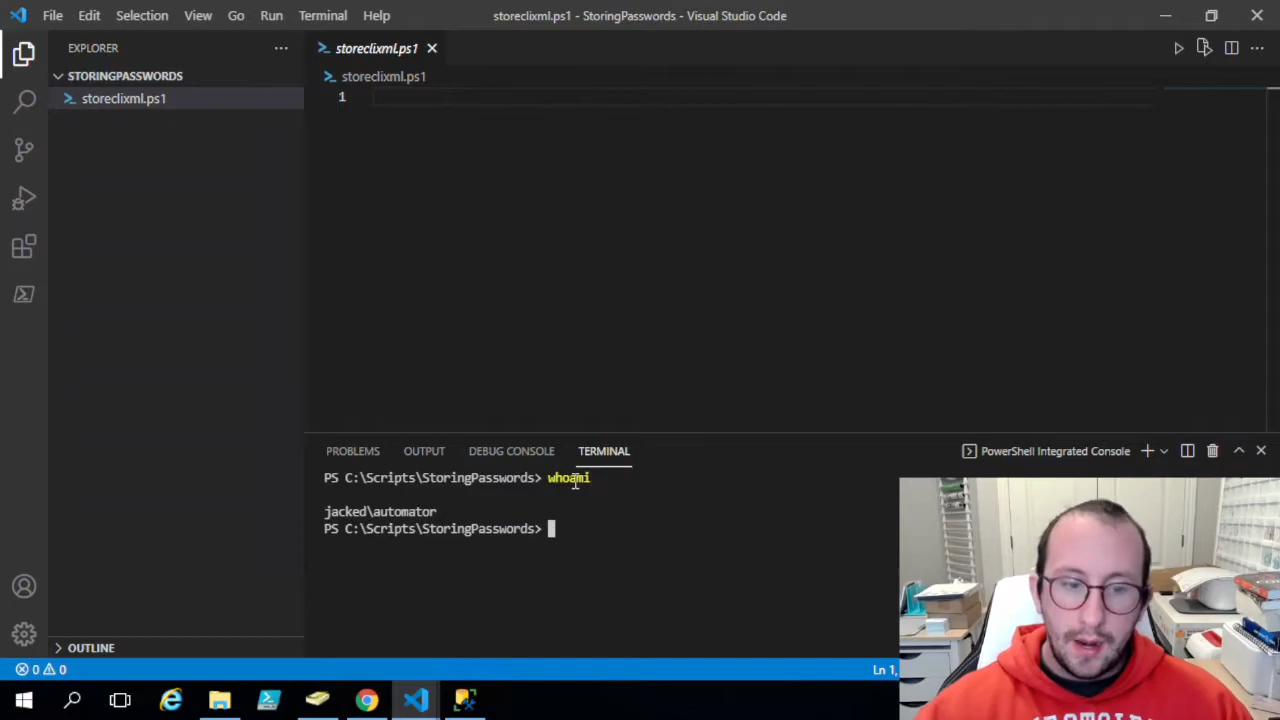 File Edit Selection View Go Run Terminal Help
storeclixml.ps1 - StoringPasswords - Visual Studio Code
EXPLORER
storeclixml.ps1
STORINGPASSWORDS
storeclixml.ps1
storeclixml.ps1
1
PROBLEMS OUTPUT DEBUG CONSOLE TERMINAL
PowerShell Integrated Console
PS C:\Scripts\StoringPasswords> whoami
jacked\automator
PS C:\Scripts\StoringPasswords>
OUTLINE
0 0
Ln 1,